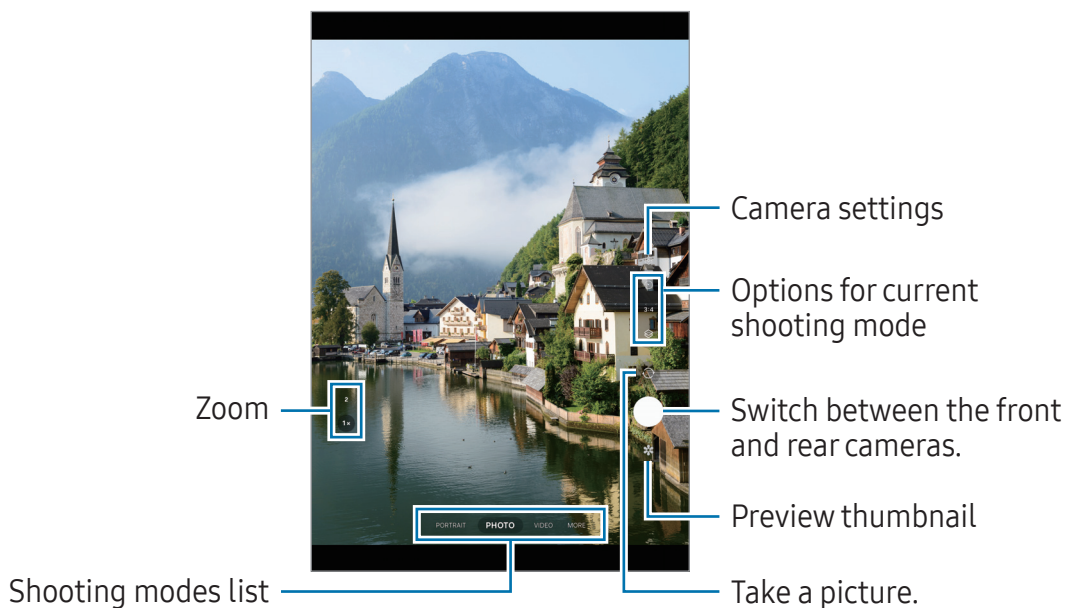 Camera settings
Options for current
shooting mode
3:4
Zoom
2
1×
Switch between the front
and rear cameras.
Preview thumbnail
PORTRAIT PHOTO VIDEO MORE
Shooting modes list
Take a picture.